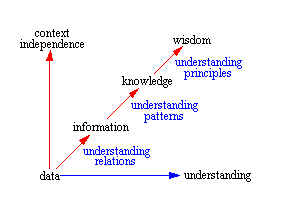 context
independence
wisdom
understanding
principles
knowledge
understanding
patterns
information
understanding
relations
data
understanding